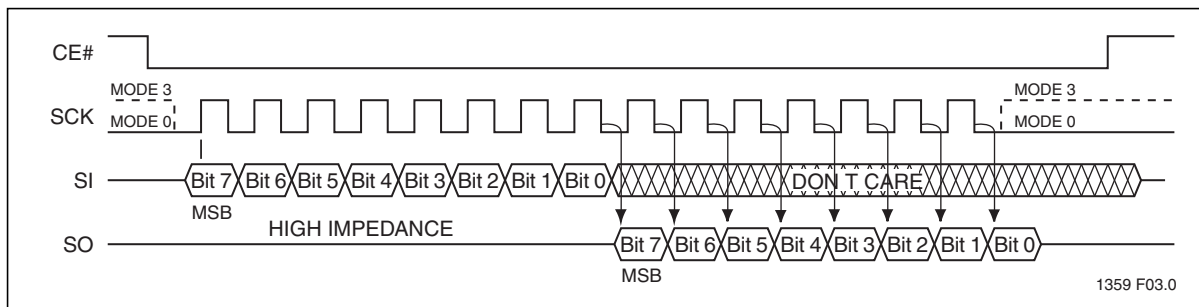 CE#
MODE 3
MODE 3
SCK
MODE 0
MODE 0
SI
Bit 7 Bit 6 Bit 5 Bit 4 Bit 3 Bit 2 Bit 1 Bit 0 DON T CARE
MSB
HIGH IMPEDANCE
SO
Bit 7 Bit 6 Bit 5 Bit 4 Bit 3 Bit 2 Bit 1 Bit 0
MSB
1359 F03.0